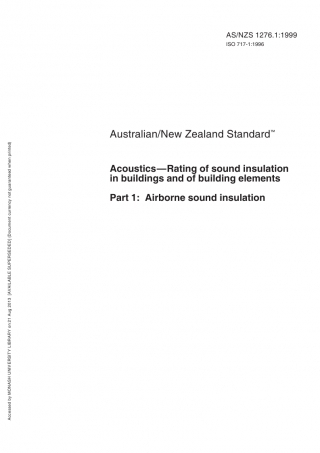 AS/NZS 1276.1:1999
ISO 717-1:1996
Australian/New Zealand Standard™
Acoustics—Rating of sound insulation
in buildings and of building elements
Part 1: Airborne sound insulation
Accessed by MONASH UNIVERSITY LIBRARY on 21 Aug 2013 [AVAILABLE SUPERSEDED] (Document currency not guaranteed when printed)